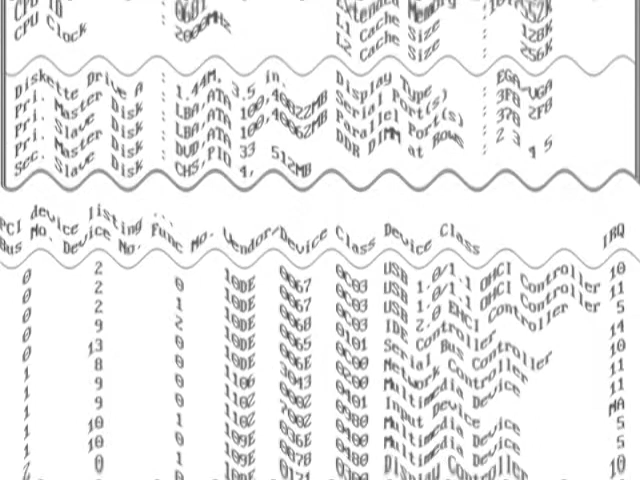 CPU Clock : 2000MHz L1 Cache Size : 128K
L2 Cache Size : 256K
Diskette Drive A : 1.44M, 3.5 in. Display Type : EGA/VGA
Pri. Master Disk : LBA,ATA 100,40022MB Serial Port(s) : 3F8 2F8
Pri. Slave Disk : LBA,ATA 100,40062MB Parallel Port(s) : 378
Sec. Master Disk : DVD, 33 DDR DIMM at Rows : 2 3 4 5
Sec. Slave Disk : CHS,PIO 4, 512MB
PCI device listing ...
Bus No. Device No. Func No. Vendor/Device Class Device Class IRQ
0 2 0 10DE 0067 0C03 USB 1.0/1.1 OHCI Controller 10
0 2 1 10DE 0067 0C03 USB 1.0/1.1 OHCI Controller 11
0 2 2 10DE 0068 0C03 USB 2.0 EHCI Controller 5
0 9 0 10DE 0065 0101 IDE Controller 14
0 13 0 10DE 006E 0C00 Serial Bus Controller 10
1 8 0 1106 3043 0200 Network Controller 11
1 9 0 1102 0002 0401 Multimedia Device 11
1 9 1 1102 7002 0980 Input Device NA
1 10 0 109E 036E 0400 Multimedia Device 5
1 10 1 109E 0878 0480 Multimedia Device 5
2 0 0 10DE 0171 0300 Display Controller 10